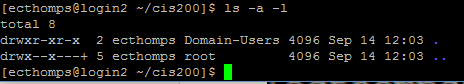 [ecthomps@login2 ~/cis200]$ ls -a -l
total 8
drwxr-xr-x  2 ecthomps Domain-Users 4096 Sep 14 12:03 .
drwx--x---+ 5 ecthomps root         4096 Sep 14 12:03 ..
[ecthomps@login2 ~/cis200]$